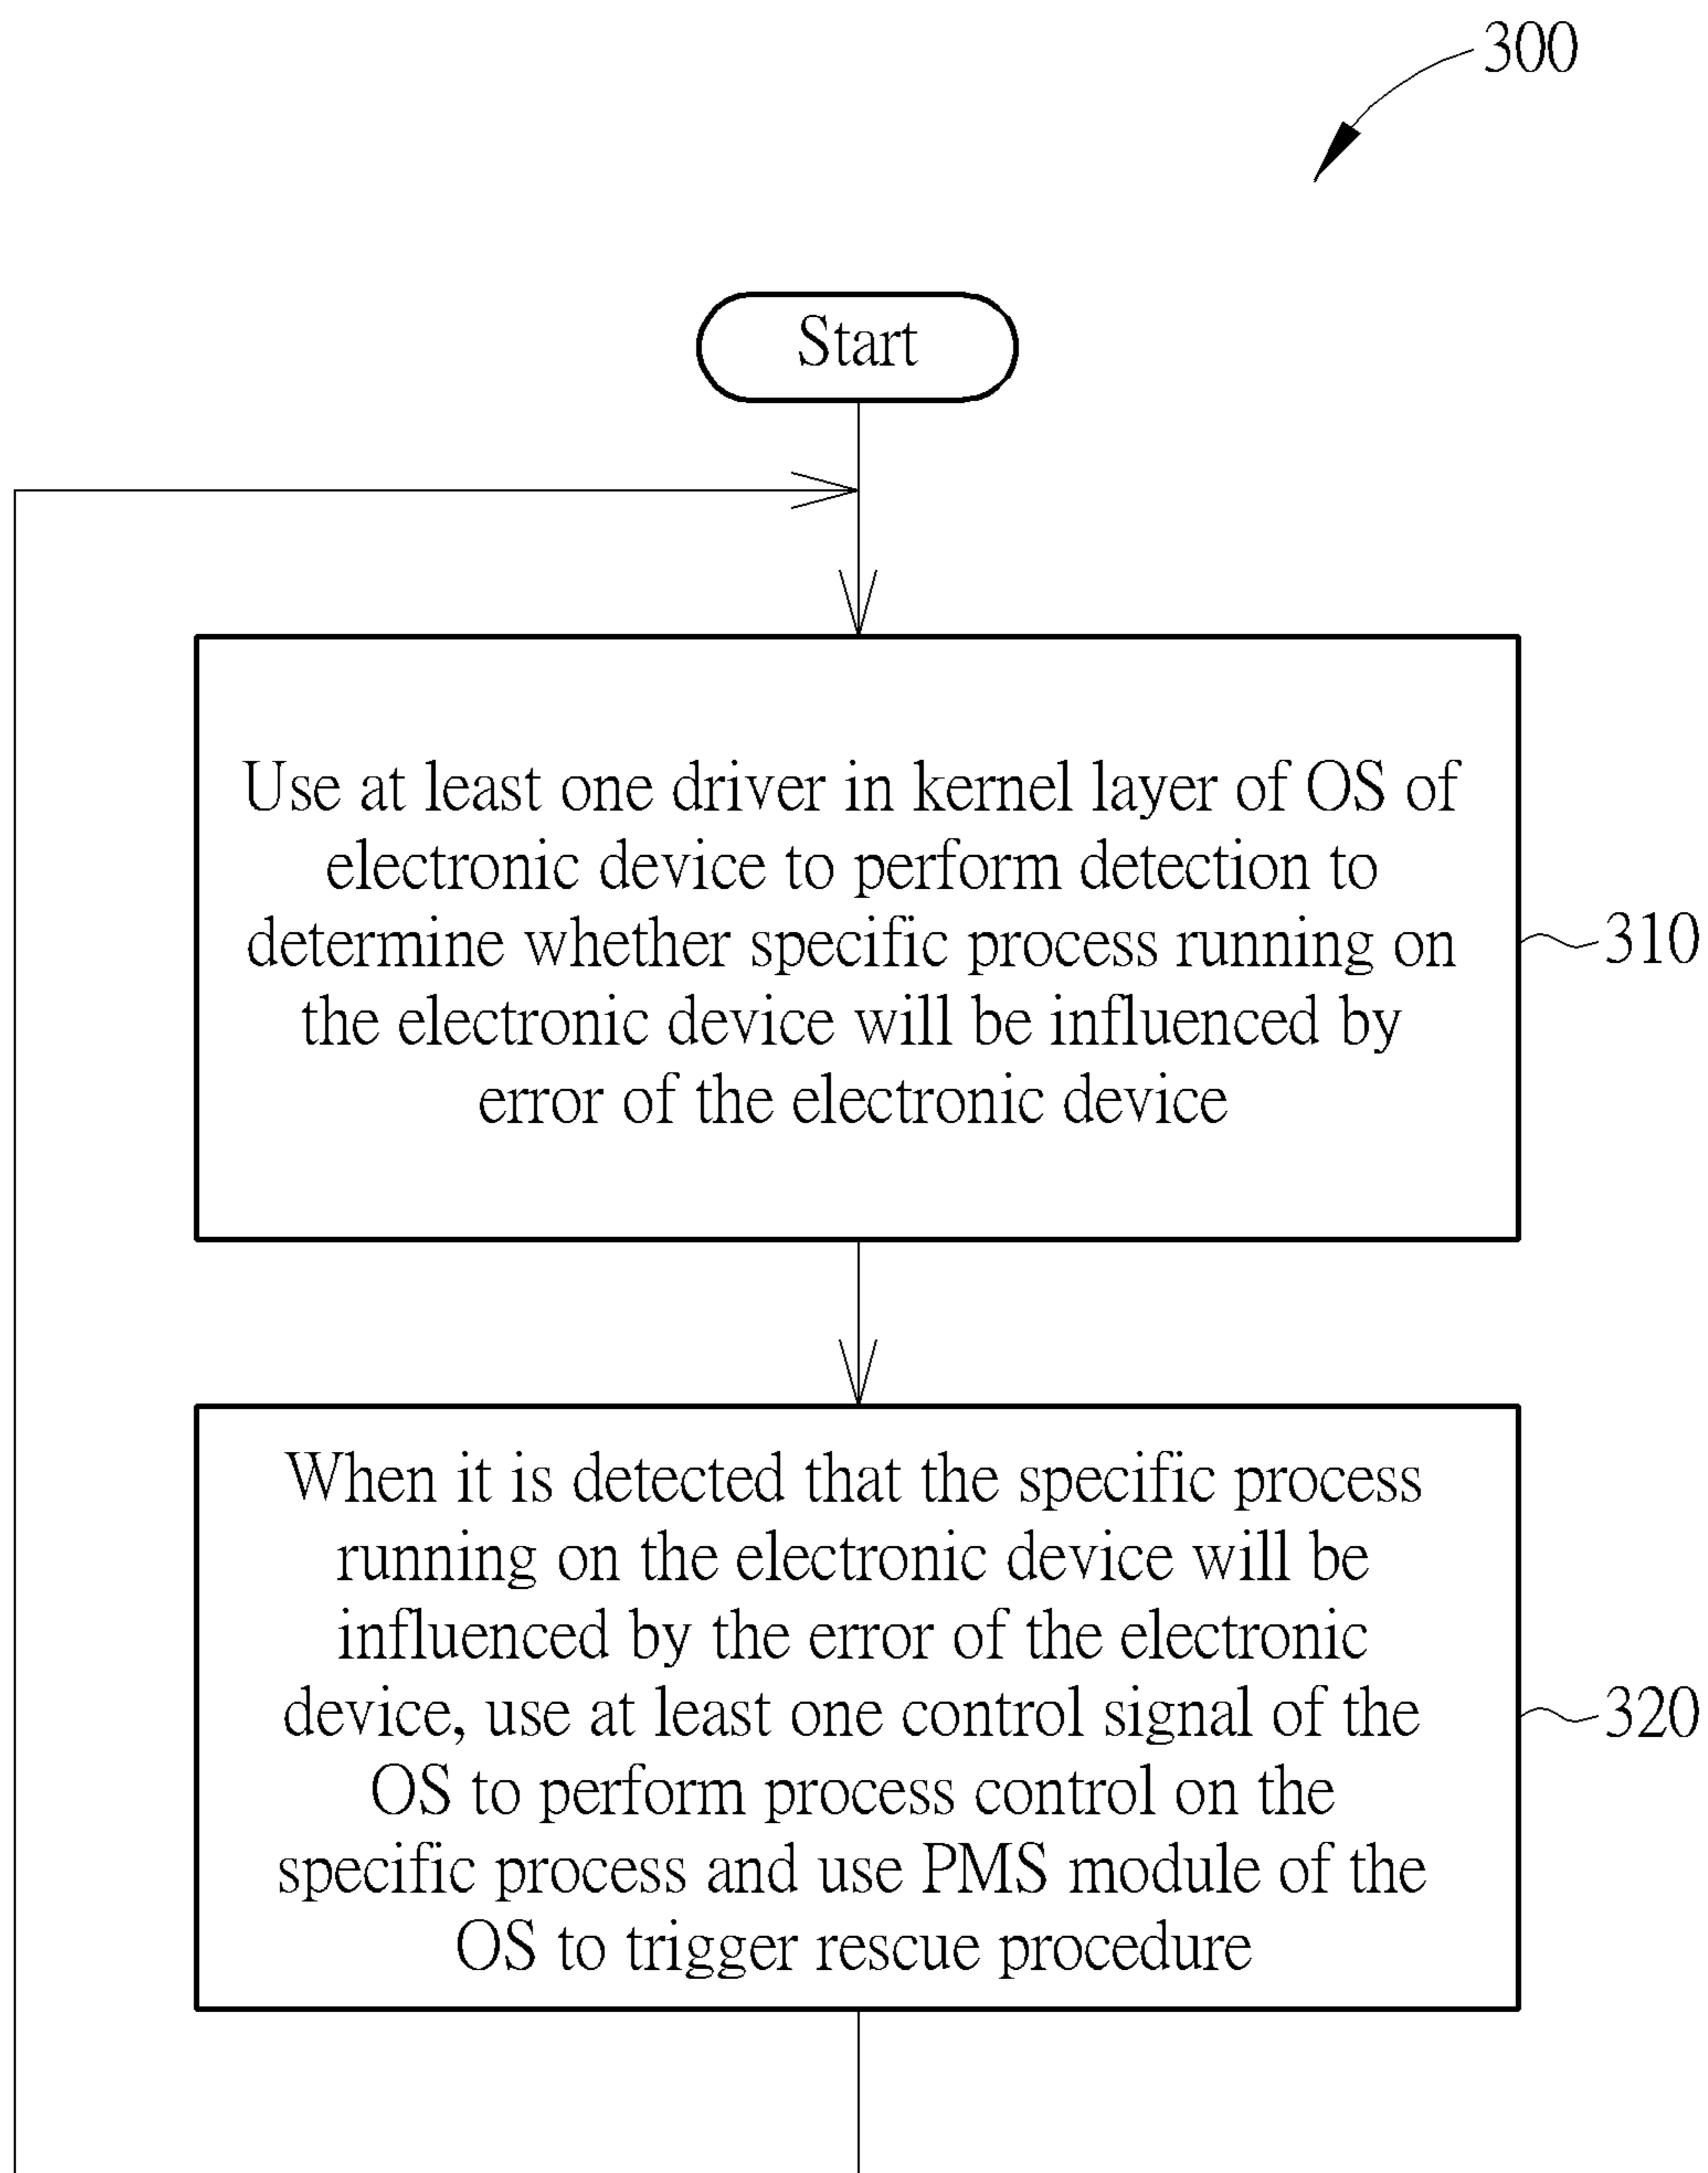 300
Start
Use at least one driver in kernel layer of OS of
electronic device to perform detection to
determine whether specific process running on
the electronic device will be influenced by
error of the electronic device
310
When it is detected that the specific process
running on the electronic device will be
influenced by the error of the electronic
device, use at least one control signal of the
OS to perform process control on the
specific process and use PMS module of the
OS to trigger rescue procedure
320